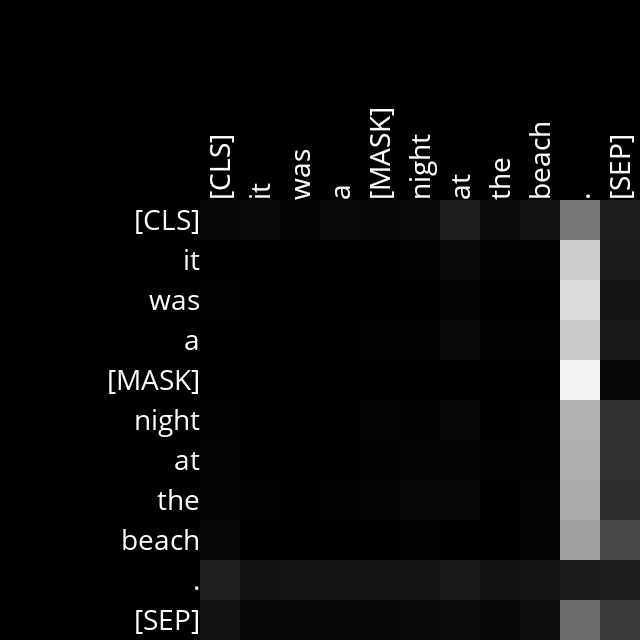 [CLS] it was a [MASK] night at the beach . [SEP]
[CLS]
it
was
a
[MASK]
night
at
the
beach
.
[SEP]